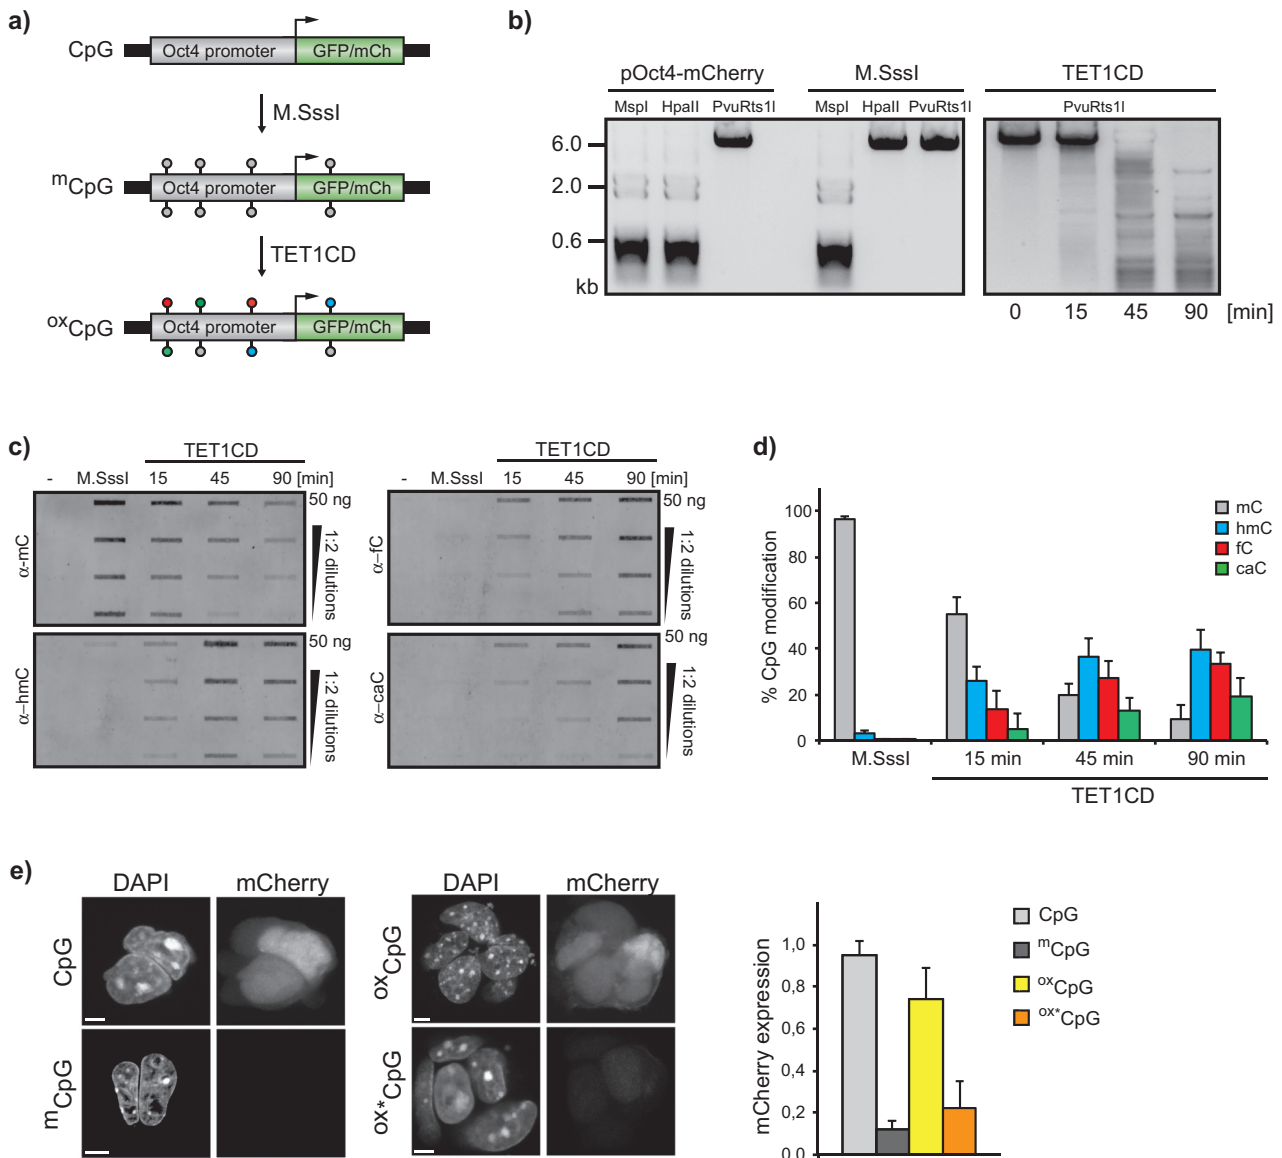 a)
CpG
Oct4 promoter
GFP/mCh
M.SssI
mCpG
Oct4 promoter
GFP/mCh
TET1CD
oxCpG
Oct4 promoter
GFP/mCh
b)
pOct4-mCherry
M.SssI
TET1CD
MspI HpaII PvuRts1I
MspI HpaII PvuRts1I
PvuRts1I
6.0
2.0
0.6
kb
0 15 45 90 [min]
c)
TET1CD
- M.SssI 15 45 90 [min]
α-mC
50 ng
1:2 dilutions
α-hmC
50 ng
1:2 dilutions
TET1CD
- M.SssI 15 45 90 [min]
α-fC
50 ng
1:2 dilutions
α-caC
50 ng
1:2 dilutions
d)
% CpG modification
100
80
60
40
20
0
mC
hmC
fC
caC
M.SssI 15 min 45 min 90 min
TET1CD
e)
DAPI mCherry
CpG
mCpG
DAPI mCherry
oxCpG
ox*CpG
mCherry expression
1,0
0,8
0,6
0,4
0,2
0,0
CpG
mCpG
oxCpG
ox*CpG